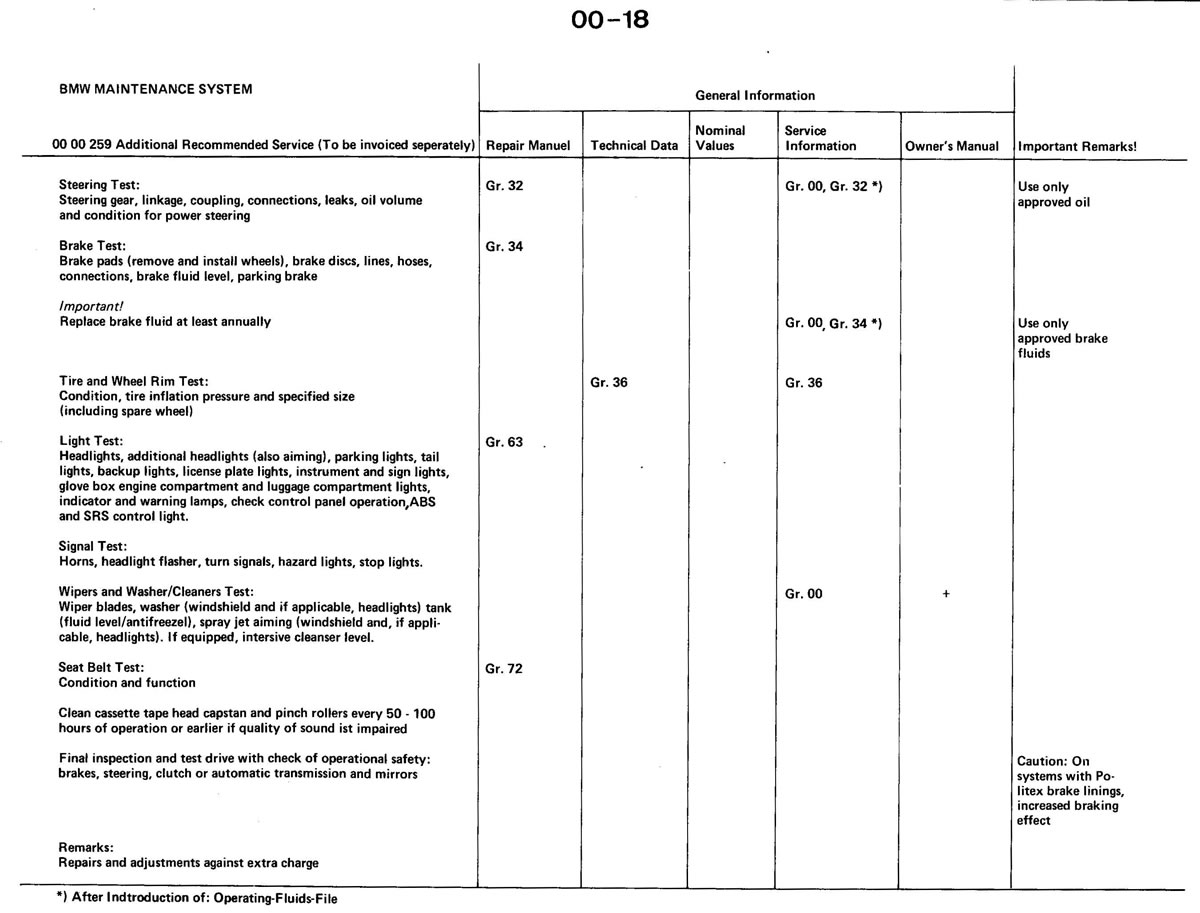 00-18
BMW MAINTENANCE SYSTEM
General Information
00 00 259 Additional Recommended Service (To be invoiced seperately)
Repair Manuel
Technical Data
Nominal
Values
Service
Information
Owner's Manual
Important Remarks!
Steering Test:
Steering gear, linkage, coupling, connections, leaks, oil volume
and condition for power steering
Gr. 32
Gr. 00, Gr. 32 *)
Use only
approved oil
Brake Test:
Brake pads (remove and install wheels), brake discs, lines, hoses,
connections, brake fluid level, parking brake
Gr. 34
Important!
Replace brake fluid at least annually
Gr. 00, Gr. 34 *)
Use only
approved brake
fluids
Tire and Wheel Rim Test:
Condition, tire inflation pressure and specified size
(including spare wheel)
Gr. 36
Gr. 36
Light Test:
Headlights, additional headlights (also aiming), parking lights, tail
lights, backup lights, license plate lights, instrument and sign lights,
glove box engine compartment and luggage compartment lights,
indicator and warning lamps, check control panel operation,ABS
and SRS control light.
Gr. 63
Signal Test:
Horns, headlight flasher, turn signals, hazard lights, stop lights.
Wipers and Washer/Cleaners Test:
Wiper blades, washer (windshield and if applicable, headlights) tank
(fluid level/antifreezel), spray jet aiming (windshield and, if appli-
cable, headlights). If equipped, intersive cleanser level.
Gr. 00
+
Seat Belt Test:
Condition and function
Gr. 72
Clean cassette tape head capstan and pinch rollers every 50 - 100
hours of operation or earlier if quality of sound ist impaired
Final inspection and test drive with check of operational safety:
brakes, steering, clutch or automatic transmission and mirrors
Caution: On
systems with Po-
litex brake linings,
increased braking
effect
Remarks:
Repairs and adjustments against extra charge
*) After Indtroduction of: Operating-Fluids-File